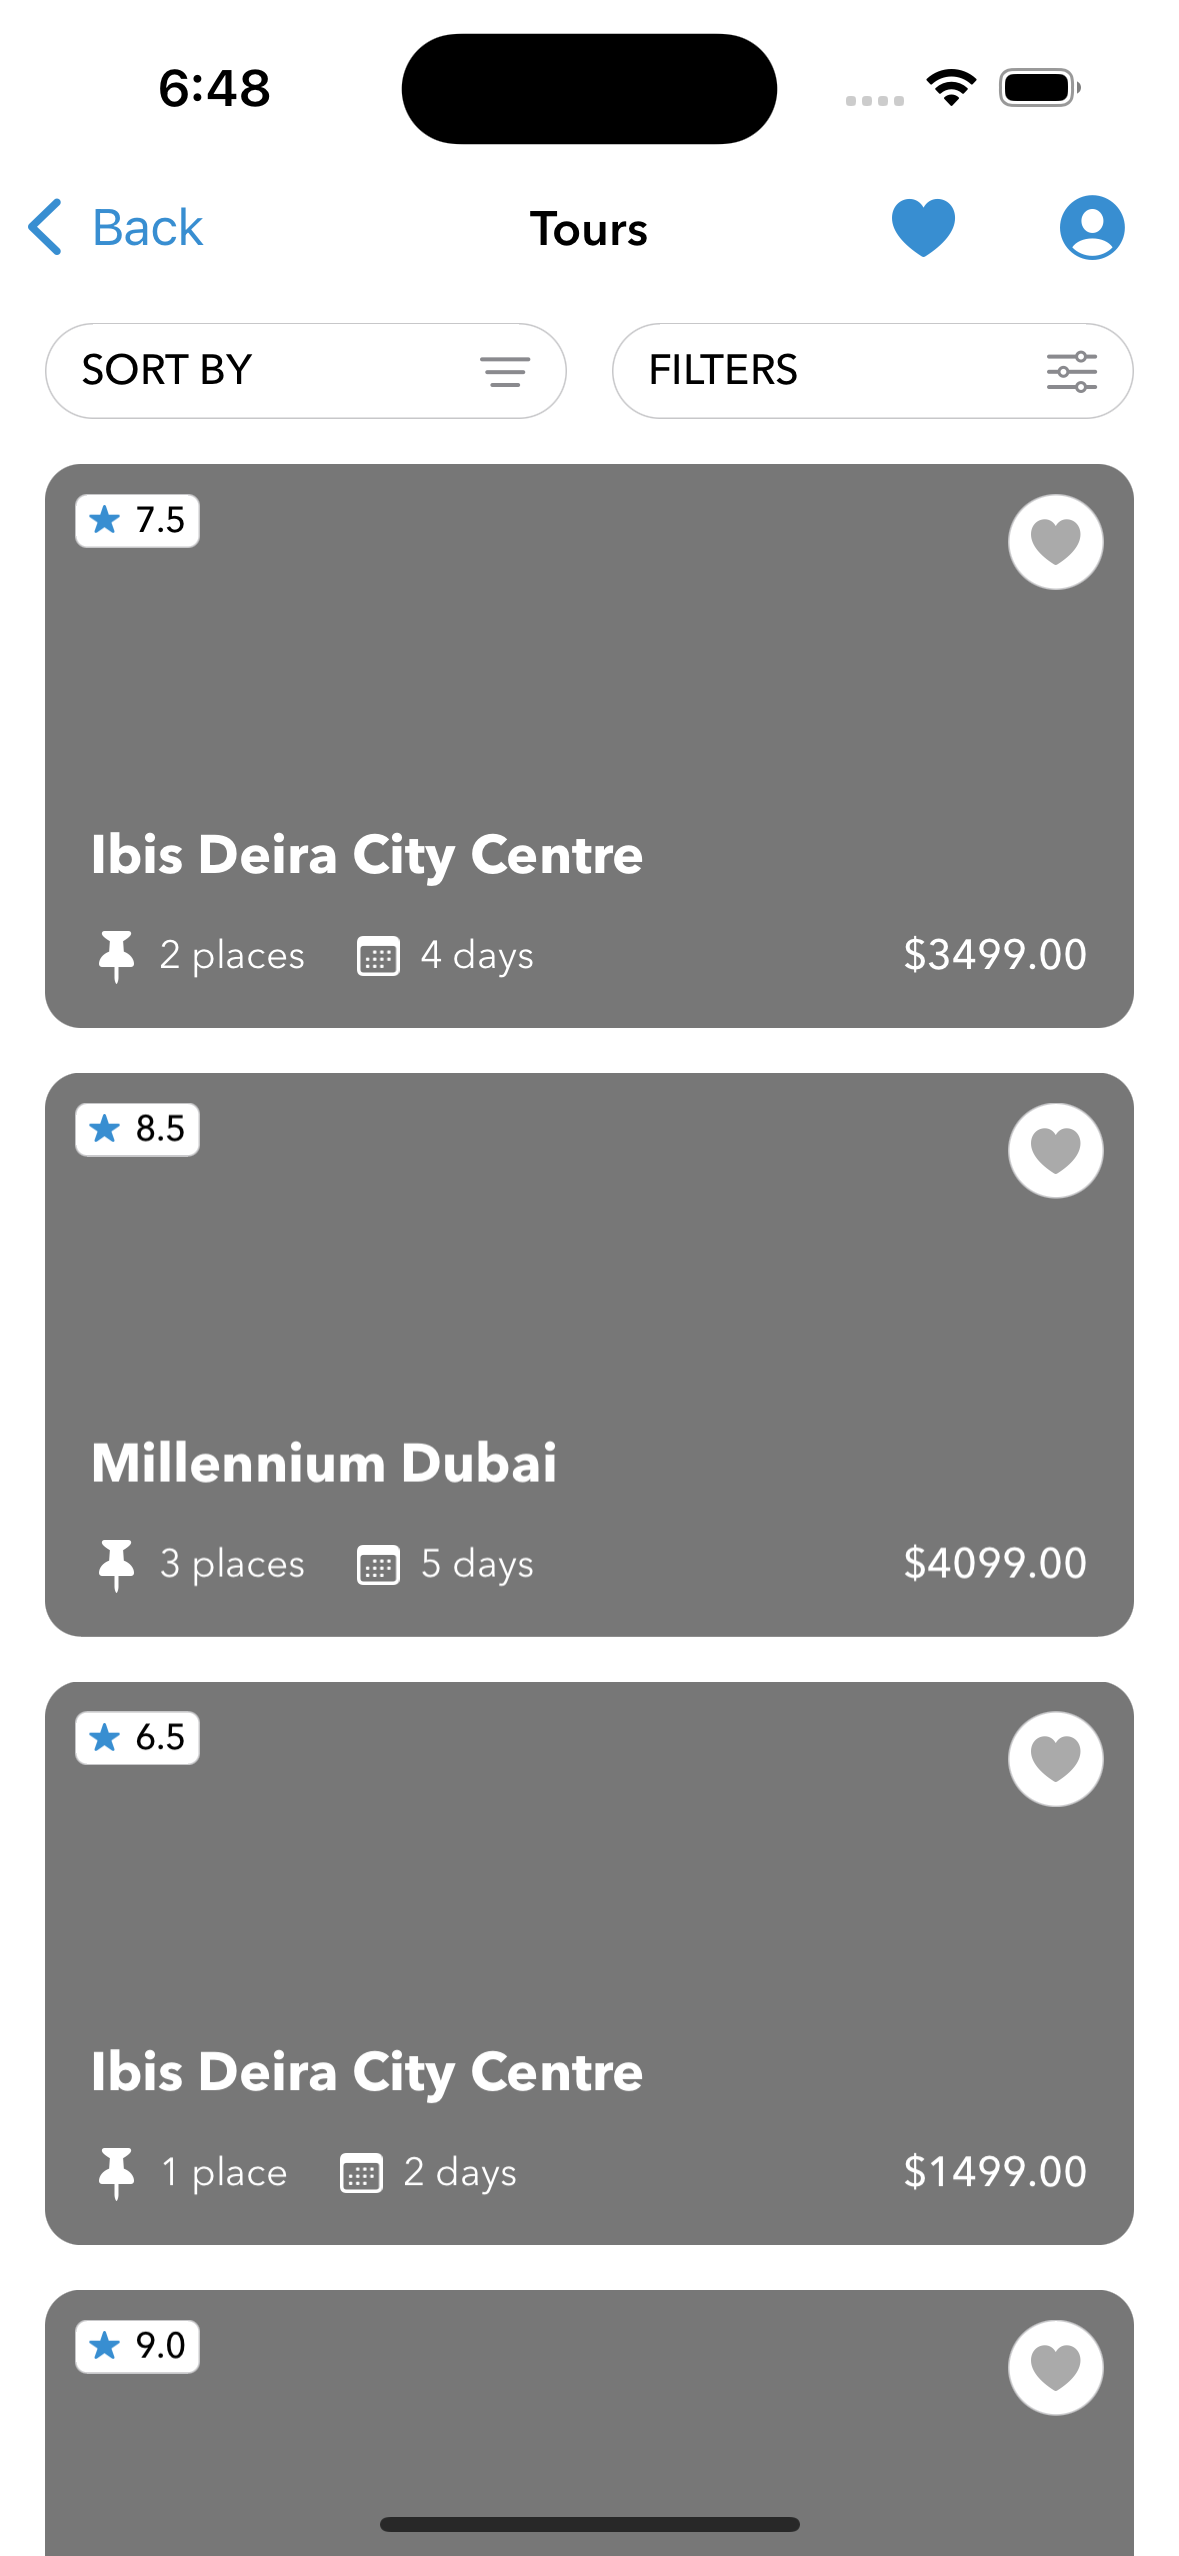 6:48
Back
Tours
SORT BY
FILTERS
7.5
Ibis Deira City Centre
2 places
4 days
$3499.00
8.5
Millennium Dubai
3 places
5 days
$4099.00
6.5
Ibis Deira City Centre
1 place
2 days
$1499.00
9.0